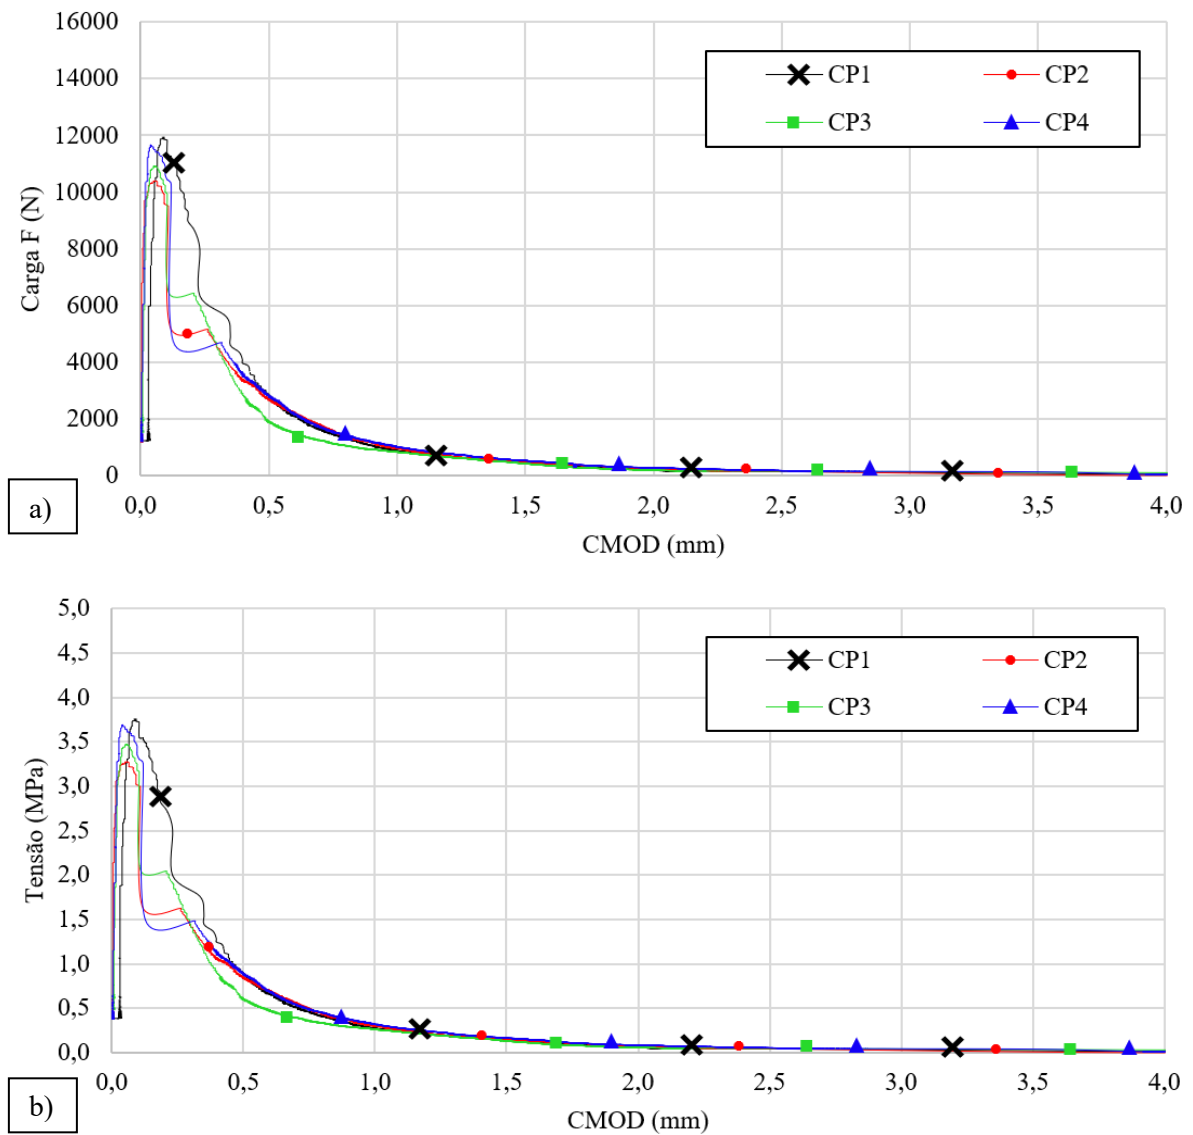 16000
14000
12000
10000
8000
6000
4000
2000
0
Carga F (N)
CP1 CP2
CP3 CP4
0,0 0,5 1,0 1,5 2,0 2,5 3,0 3,5 4,0
CMOD (mm)
a)
5,0
4,5
4,0
3,5
3,0
2,5
2,0
1,5
1,0
0,5
0,0
Tensão (MPa)
CP1 CP2
CP3 CP4
0,0 0,5 1,0 1,5 2,0 2,5 3,0 3,5 4,0
CMOD (mm)
b)